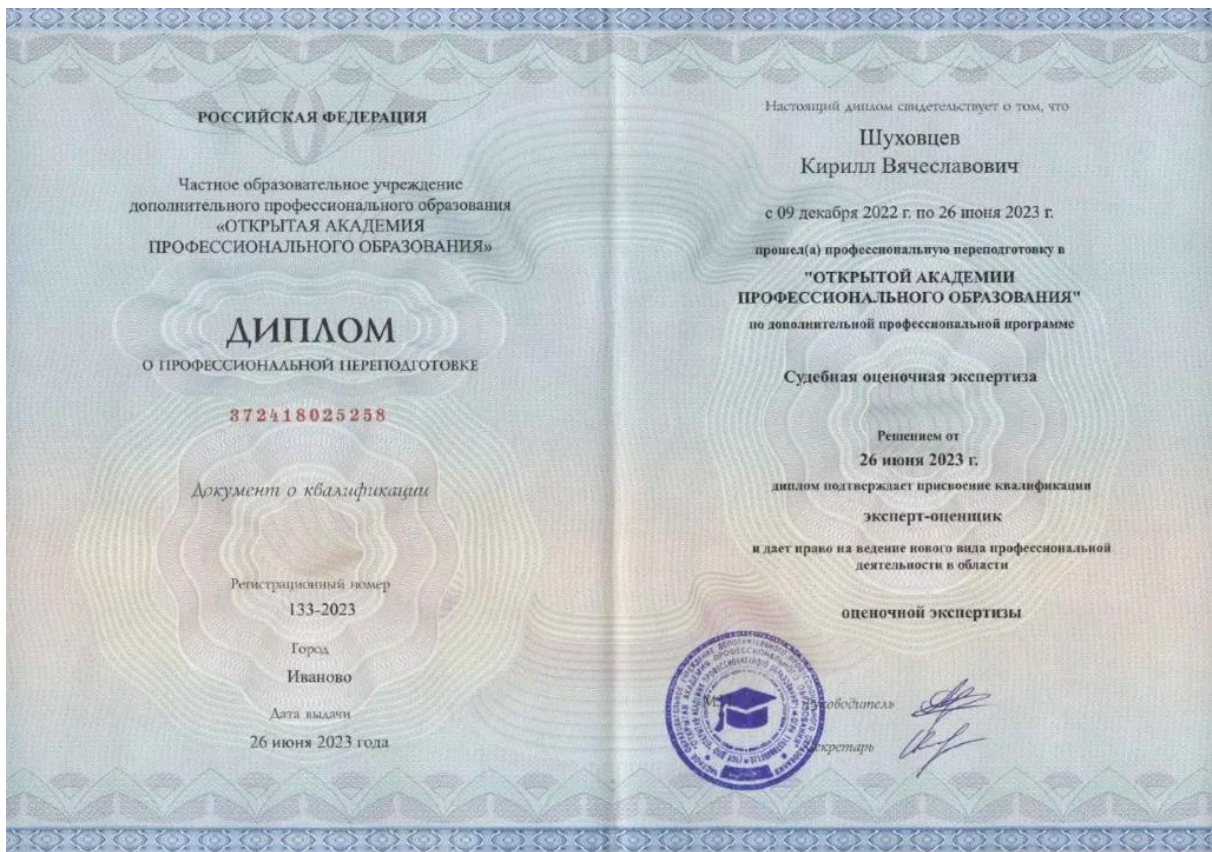 РОССИЙСКАЯ ФЕДЕРАЦИЯ
Частное образовательное учреждение
дополнительного профессионального образования
«ОТКРЫТАЯ АКАДЕМИЯ
ПРОФЕССИОНАЛЬНОГО ОБРАЗОВАНИЯ»
ДИПЛОМ
О ПРОФЕССИОНАЛЬНОЙ ПЕРЕПОДГОТОВКЕ
372418025258
Документ о квалификации
Регистрационный номер
133-2023
Город
Иваново
Дата выдачи
26 июня 2023 года
Настоящий диплом свидетельствует о том, что
Шуховцев
Кирилл Вячеславович
с 09 декабря 2022 г. по 26 июня 2023 г.
прошел(а) профессиональную переподготовку в
"ОТКРЫТОЙ АКАДЕМИИ
ПРОФЕССИОНАЛЬНОГО ОБРАЗОВАНИЯ"
по дополнительной профессиональной программе
Судебная оценочная экспертиза
Решением от
26 июня 2023 г.
диплом подтверждает присвоение квалификации
эксперт-оценщик
и дает право на ведение нового вида профессиональной
деятельности в области
оценочной экспертизы
М.П.
Руководитель
Секретарь